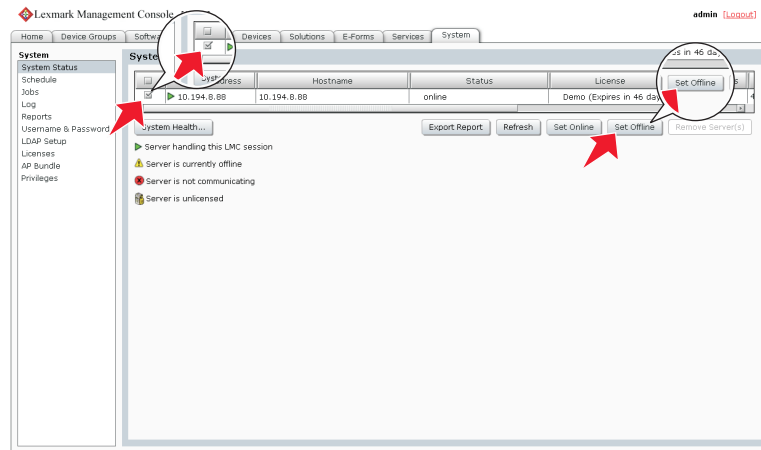 Lexmark Management Console
admin [Logout]
Home Device Groups Softwa Devices Solutions E-Forms Services System
System
System Status
Schedule
Jobs
Log
Reports
Username & Password
LDAP Setup
Licenses
AP Bundle
Privileges
Syste
Syst
dress Hostname Status License
10.194.8.88 10.194.8.88 online Demo (Expires in 46 day
es in 46 day
Set Offline
System Health... Export Report Refresh Set Online Set Offline Remove Server(s)
Server handling this LMC session
Server is currently offline
Server is not communicating
Server is unlicensed